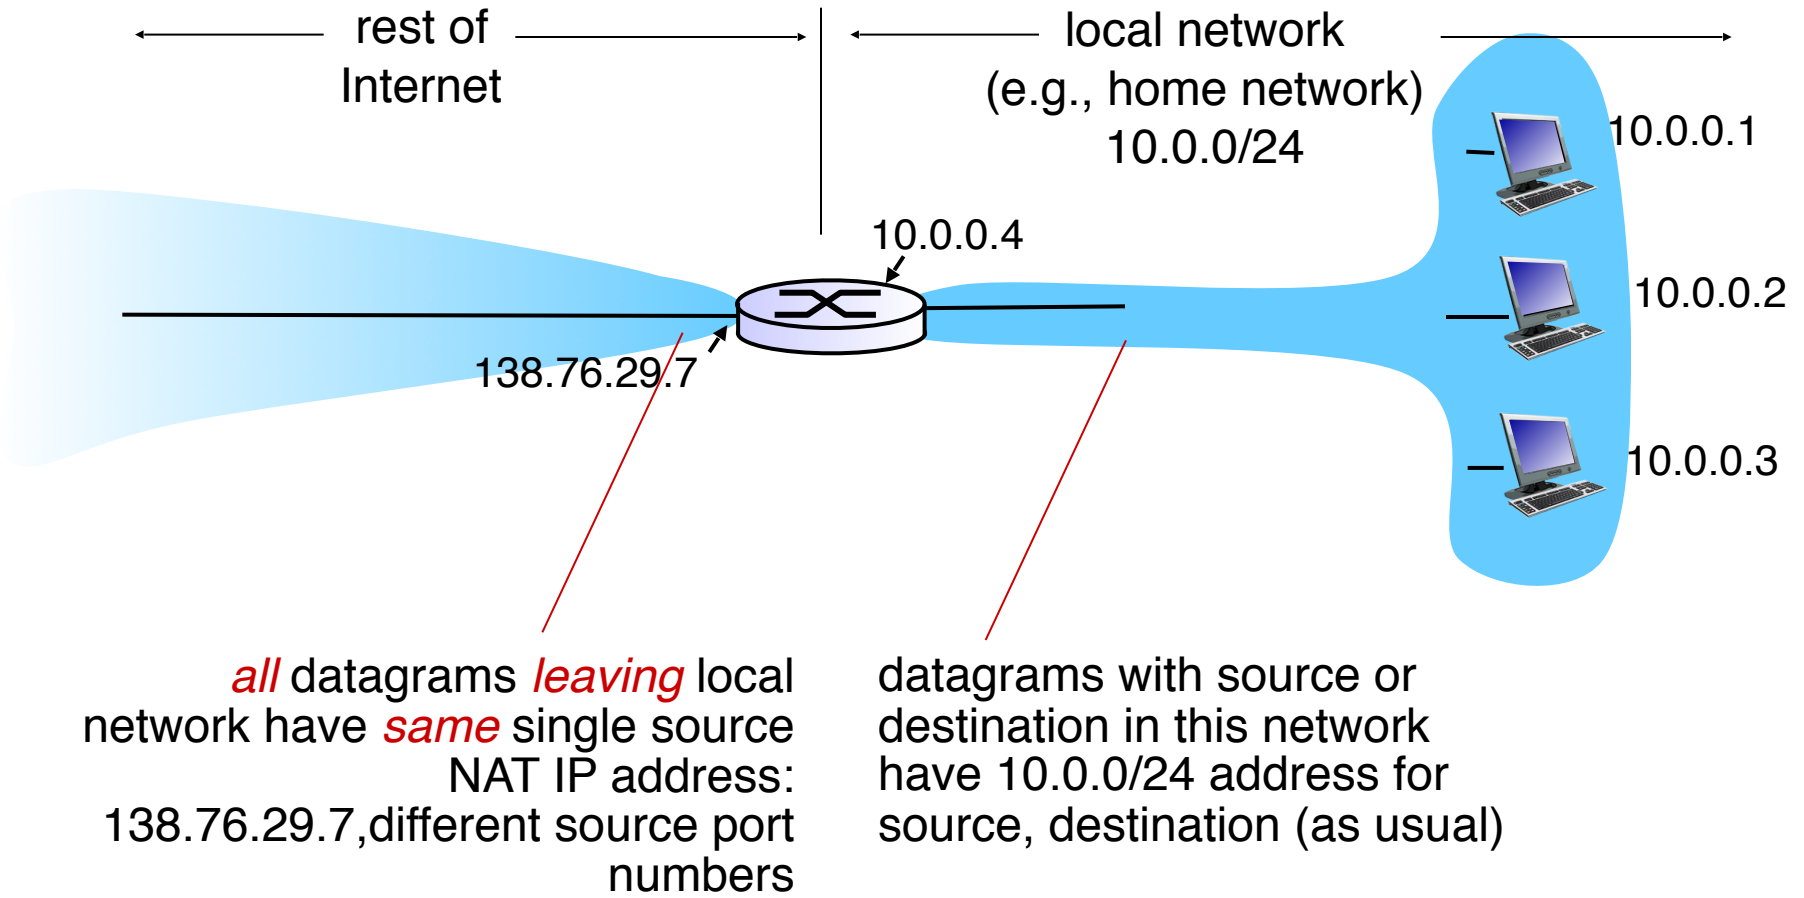 rest of
Internet
local network
(e.g., home network)
10.0.0/24
10.0.0.1
10.0.0.4
10.0.0.2
138.76.29.7
10.0.0.3
all datagrams leaving local
network have same single source
NAT IP address:
138.76.29.7,different source port
numbers
datagrams with source or
destination in this network
have 10.0.0/24 address for
source, destination (as usual)